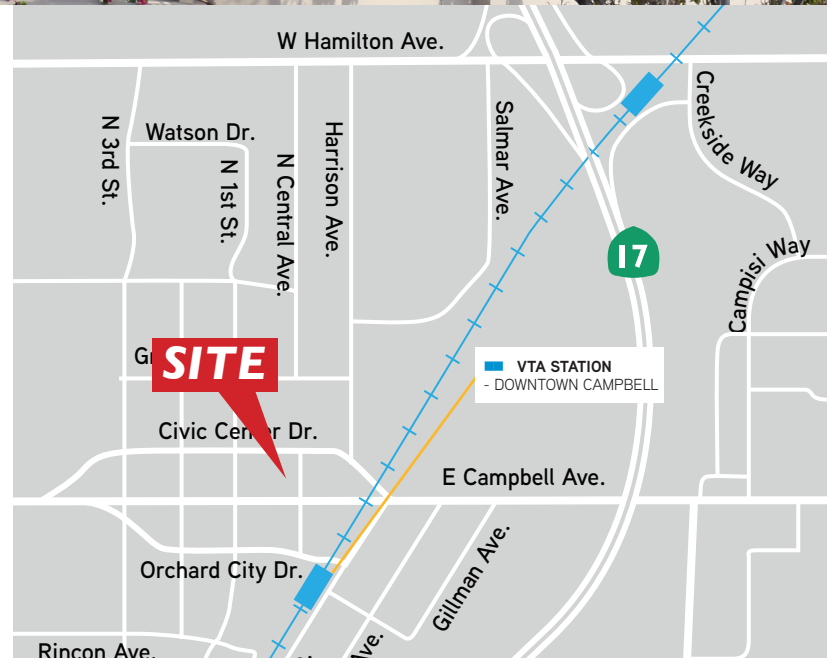 W Hamilton Ave.
N 3rd St.
Watson Dr.
N 1st St.
N Central Ave.
Harrison Ave.
Salmar Ave.
Creekside Way
17
Campisi Way
SITE
VTA STATION
- DOWNTOWN CAMPBELL
Civic Center Dr.
E Campbell Ave.
Orchard City Dr.
Gillman Ave.
Rincon Ave.
Ave.